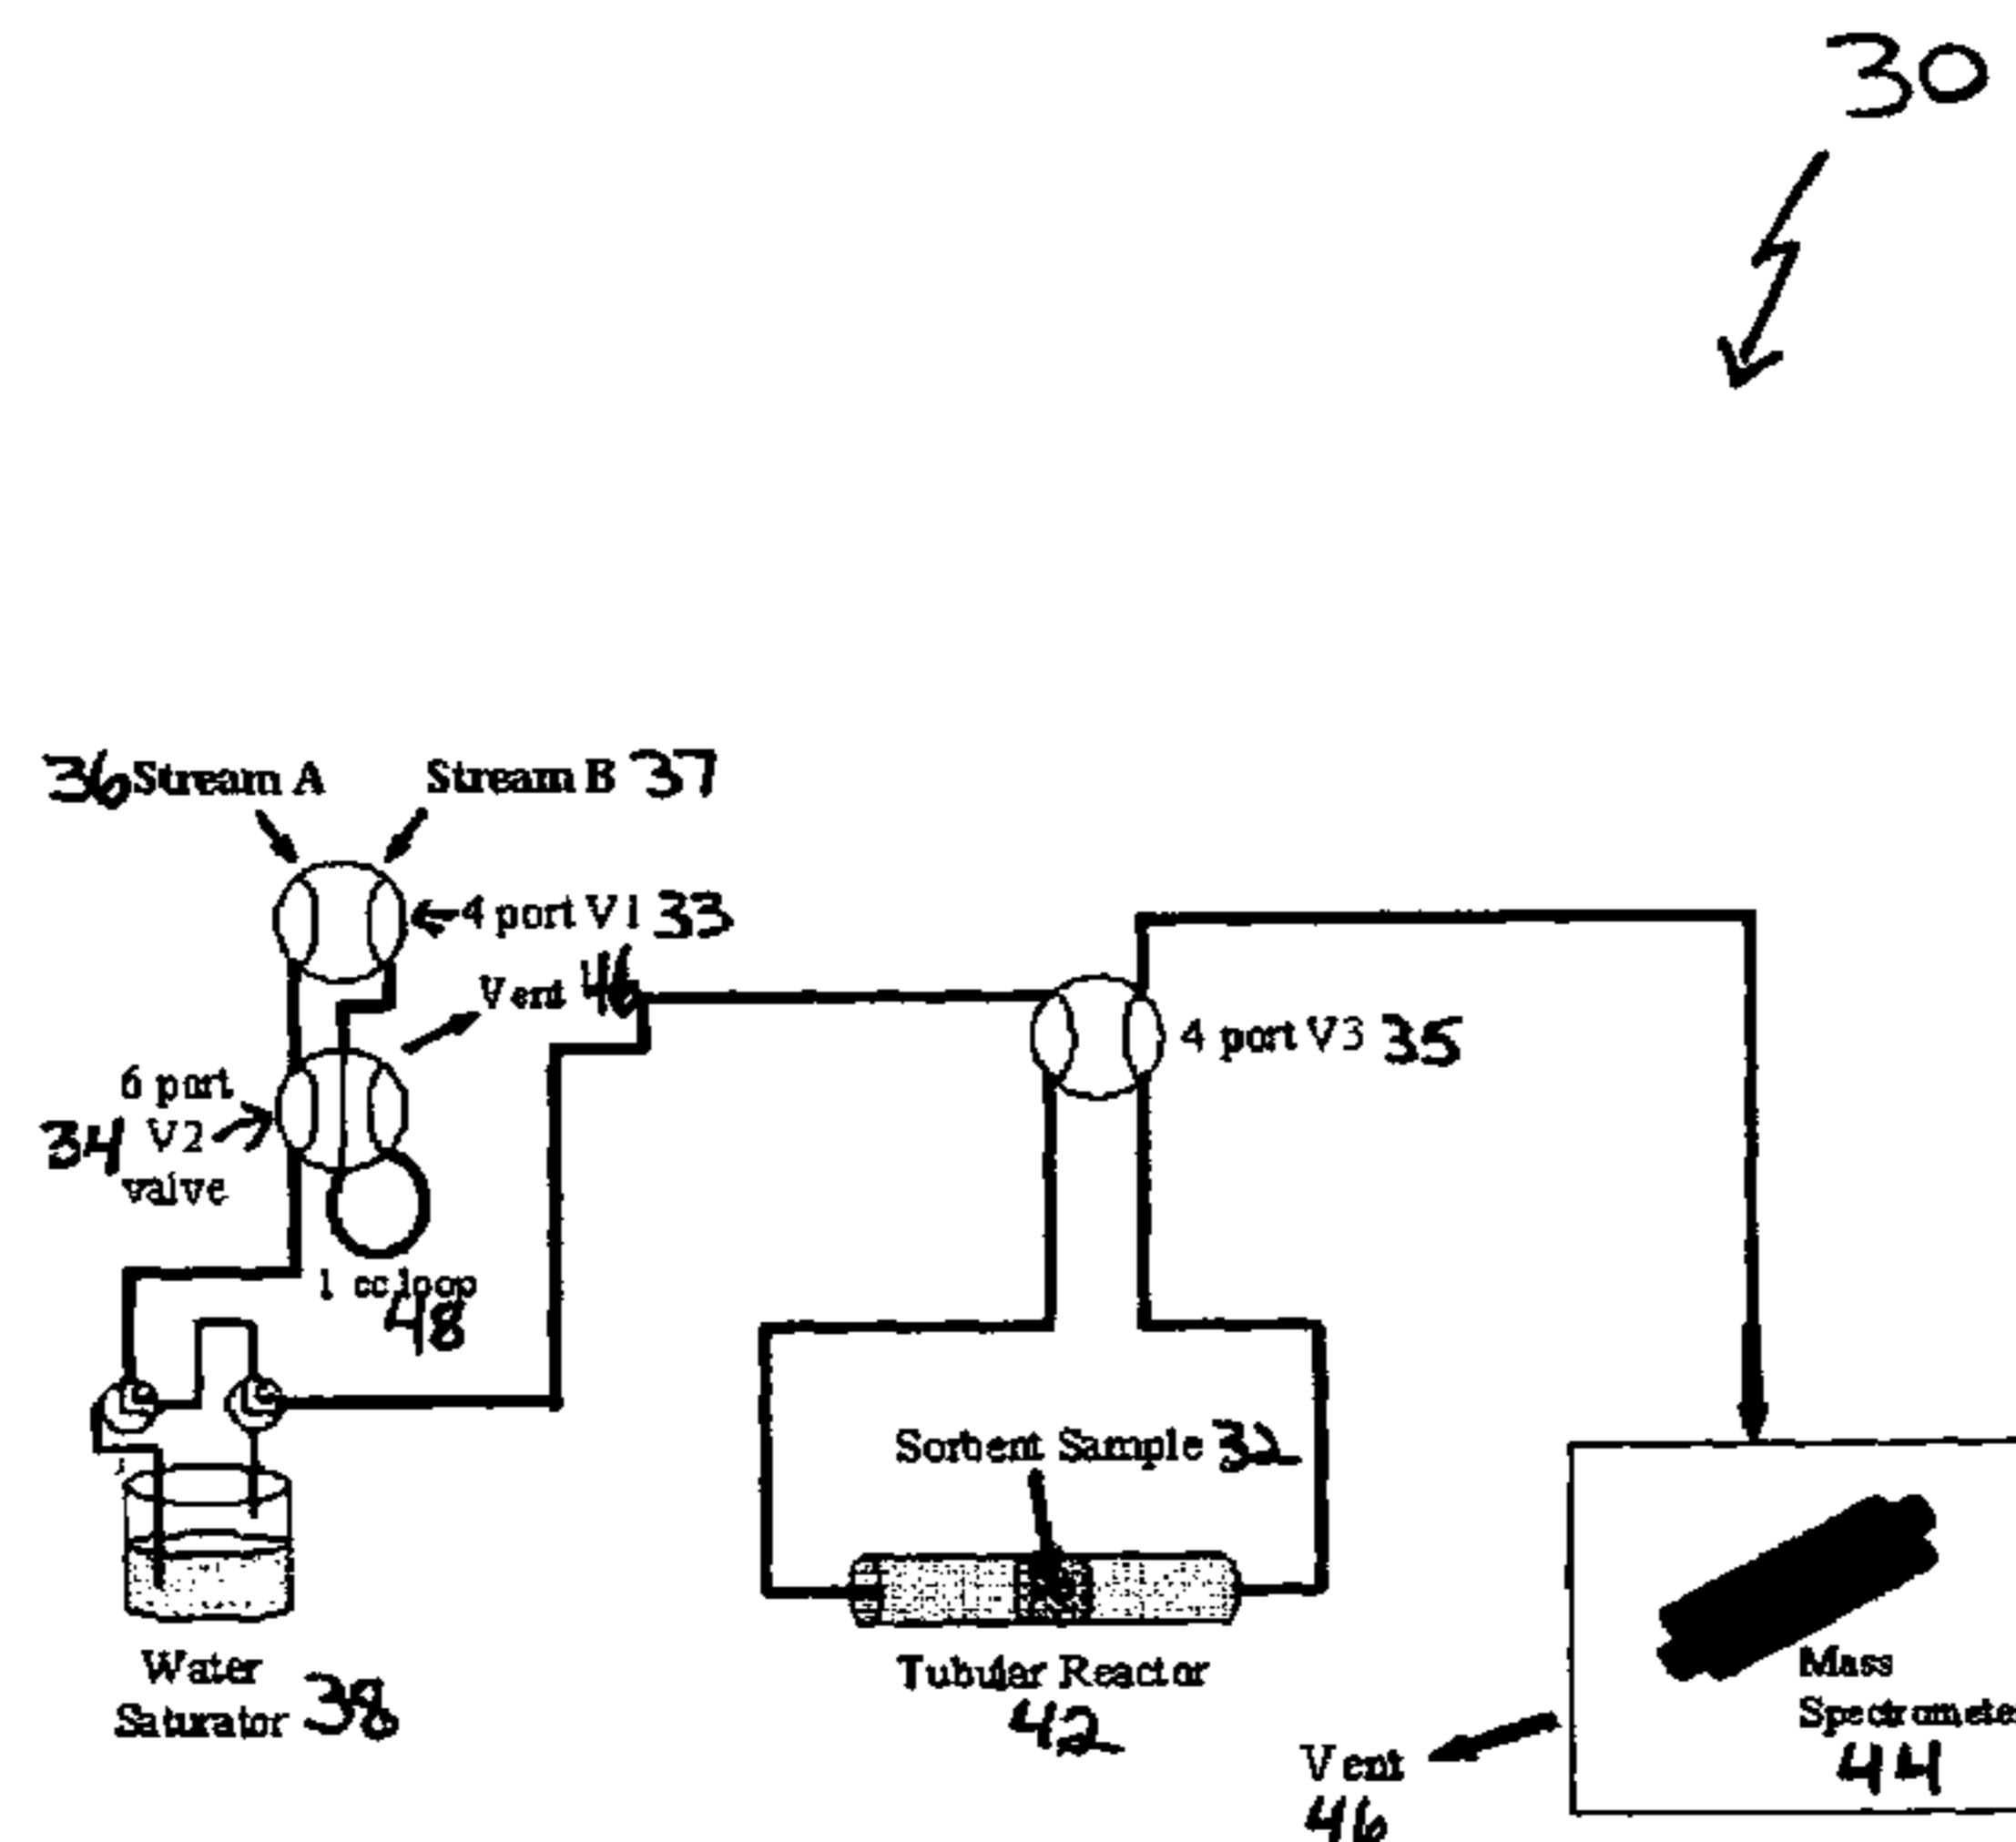 30
36 Stream A Stream B 37
4 port V1 33
Vent 46
6 port
34 V2
valve
4 port V3 35
1 cc loop
48
Sorbent Sample 32
Water
Saturator 38
Tubular Reactor
42
Mass
Spectrometer
44
Vent
46